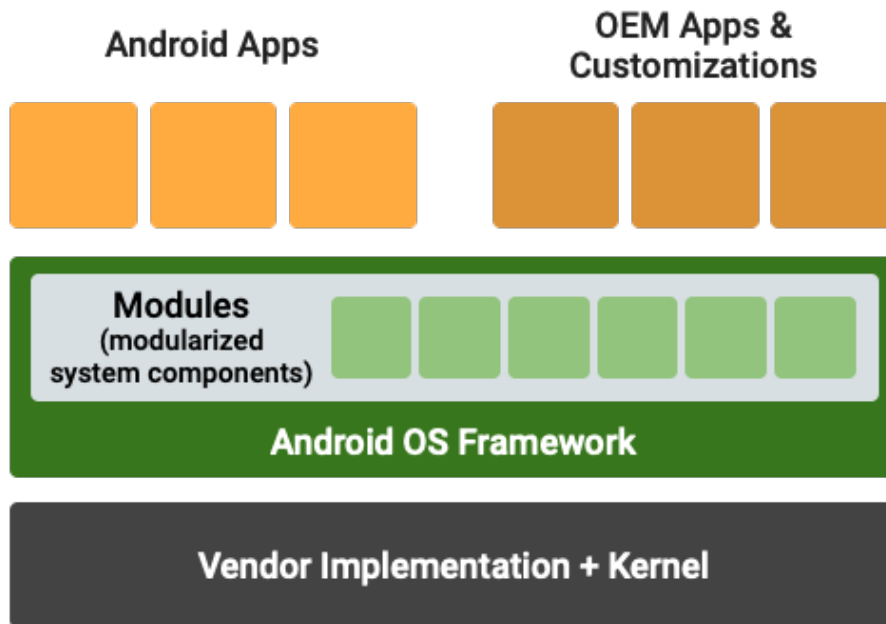 Android Apps
OEM Apps &
Customizations
Modules
(modularized
system components)
Android OS Framework
Vendor Implementation + Kernel